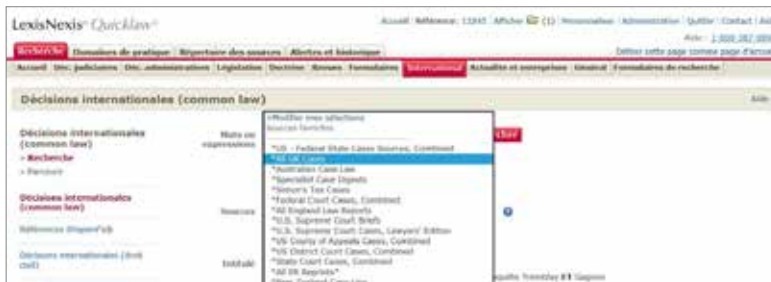 LexisNexis® Quicklaw®
Accueil Référence: Afficher (1) Personnaliser Administration Quitter Contact
Aide:
Recherche Domaines de pratique Répertoire des sources Alertes et historique
Définir cette page comme page d'accueil
Accueil Doc. judiciaires Déc. administratives Législation Doctrine Revues Formulaires International Actualités et entreprises Général Formulaires de recherche
Décisions internationales (common law)
Aide
Décisions internationales (common law)
> Recherche
> Parcourir
Décisions internationales (common law)
Références
Décisions internationales (droit civil)
Mots ou expressions
Sources
Intitulé
>Modifier mes sélections
Sources favorites
*US - Federal State Cases Sources, Combined
*All UK Cases
*Australian Case Law
*Specialist Case Digests
*Simon's Tax Cases
*Federal Court Cases, Combined
*All England Law Reports
*U.S. Supreme Court Briefs
*U.S. Supreme Court Cases, Lawyers' Edition
*US Courts of Appeals Cases, Combined
*US District Court Cases, Combined
*State Court Cases, Combined
*All ER Reprints*
Tremblay ET Gagnon